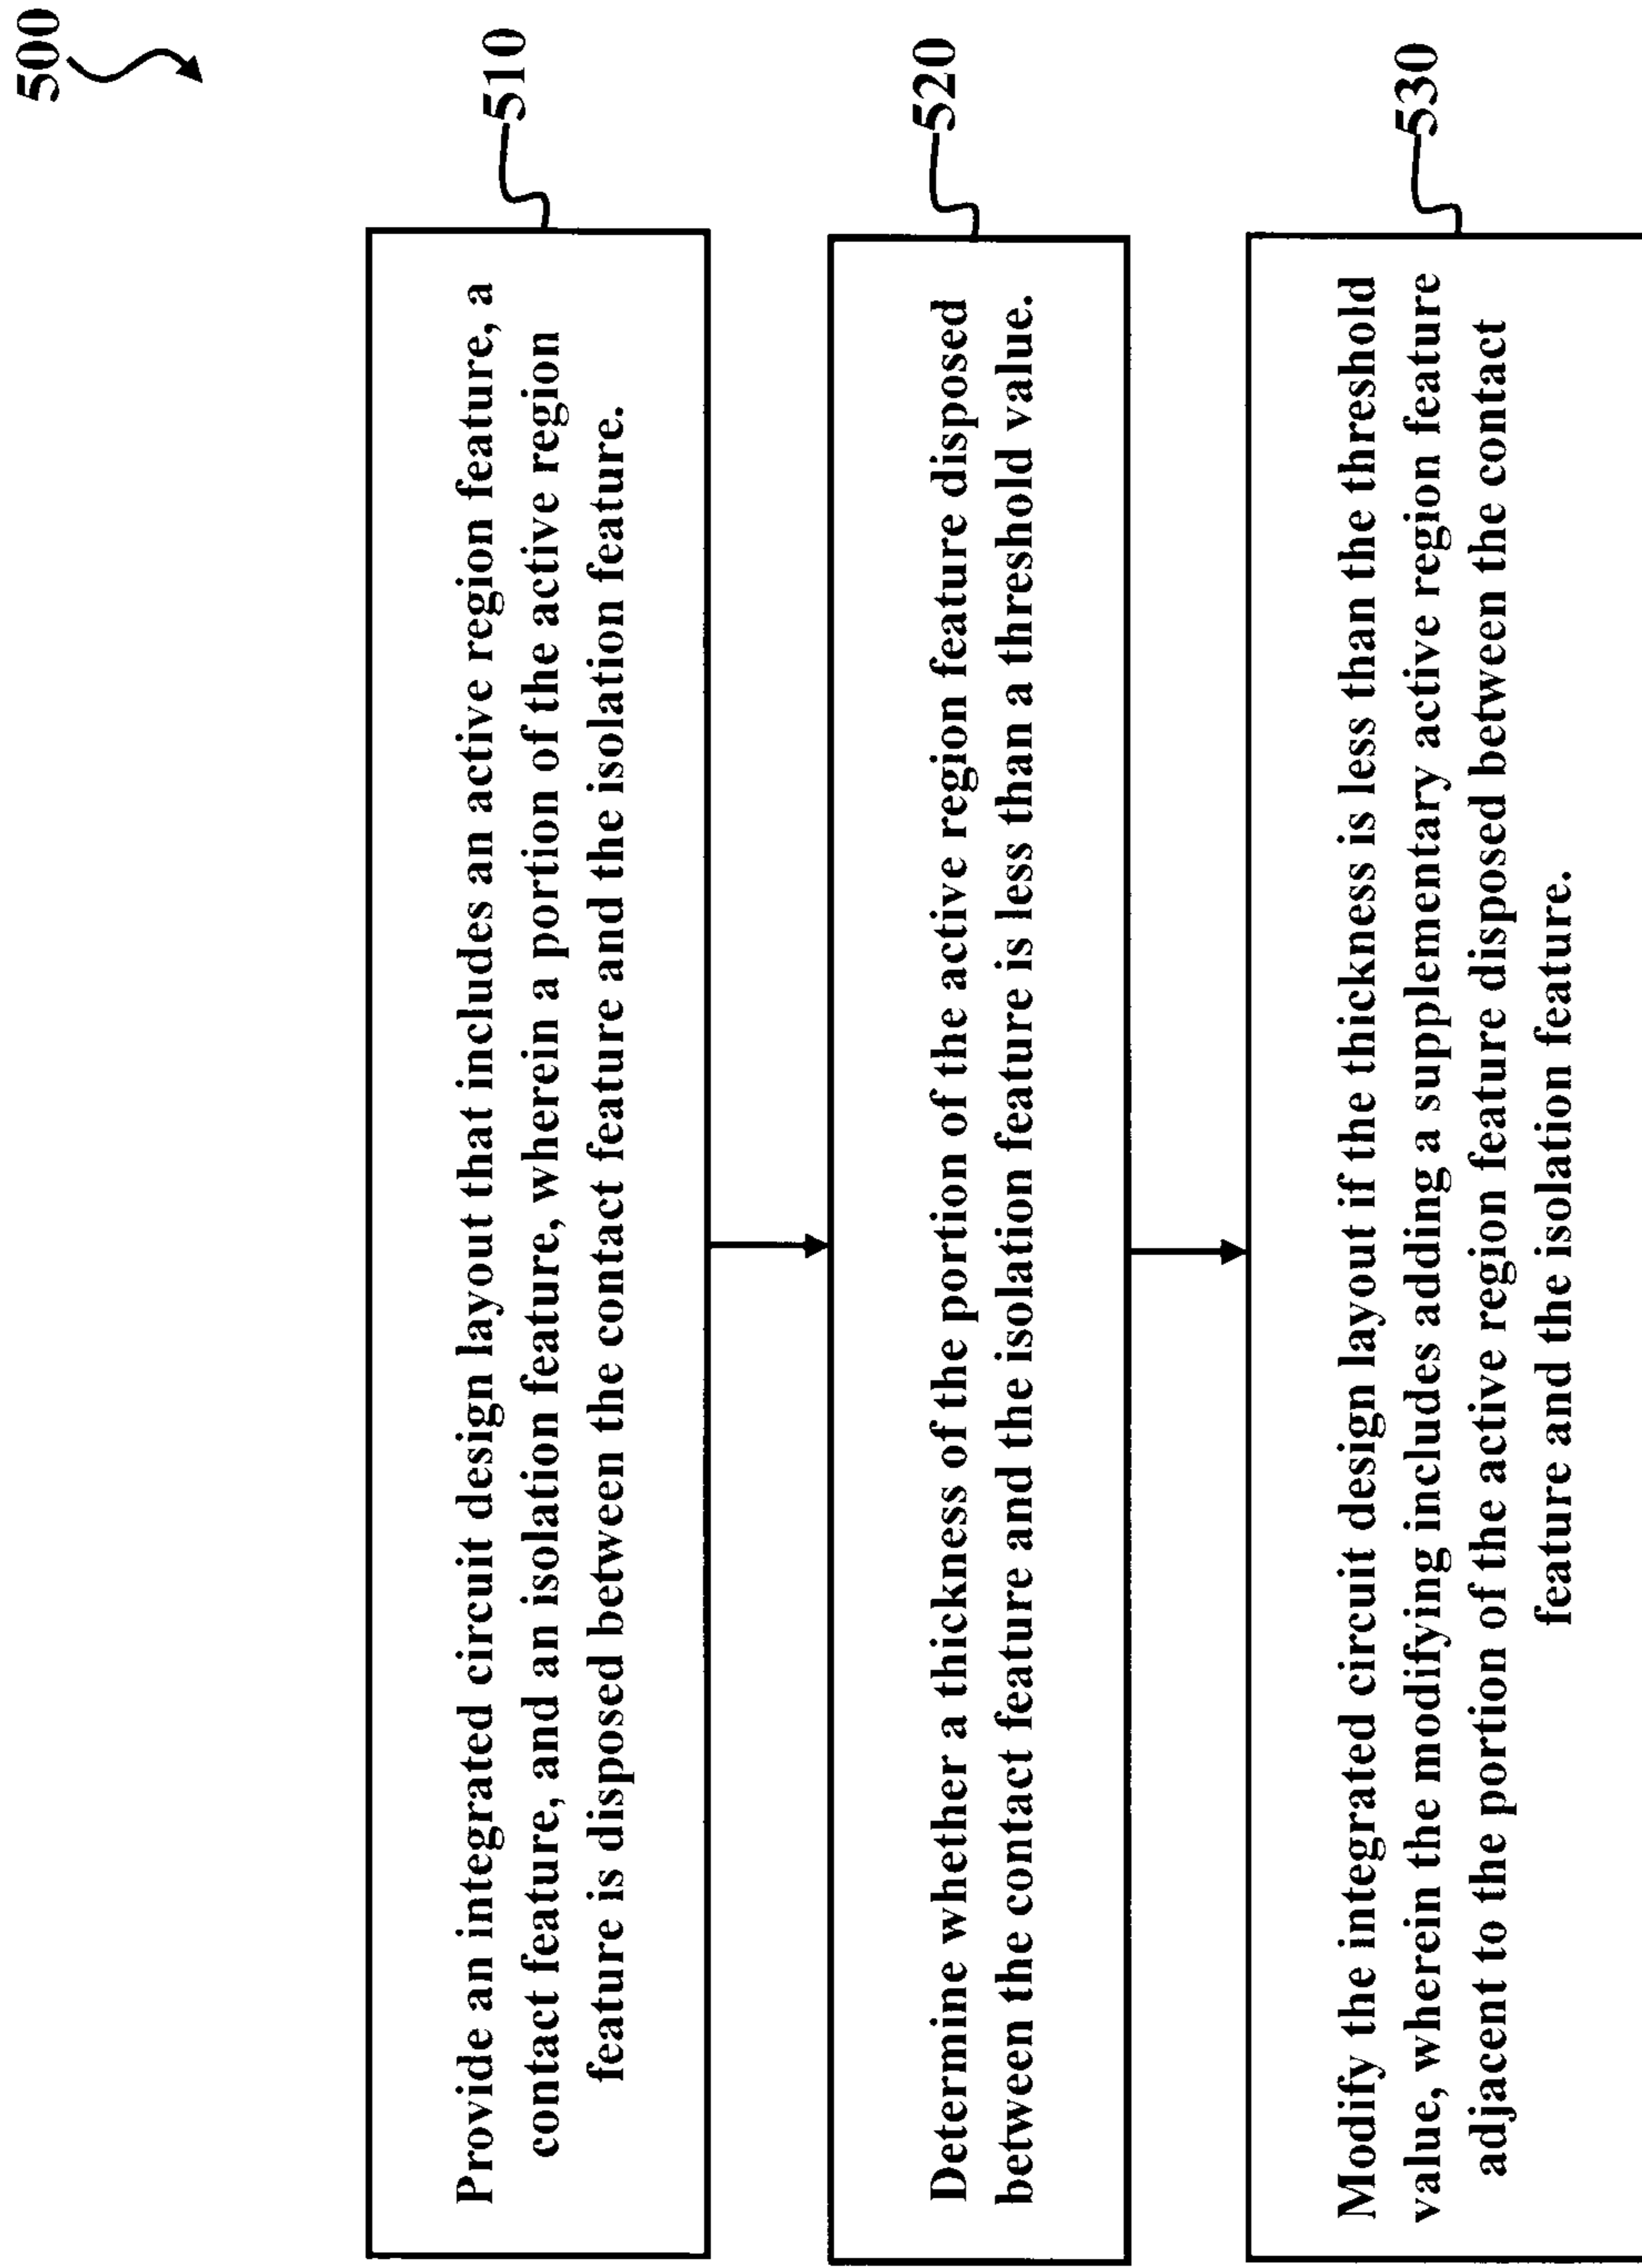 500
510
Provide an integrated circuit design layout that includes an active region feature, a
contact feature, and an isolation feature, wherein a portion of the active region
feature is disposed between the contact feature and the isolation feature.
520
Determine whether a thickness of the portion of the active region feature disposed
between the contact feature and the isolation feature is less than a threshold value.
530
Modify the integrated circuit design layout if the thickness is less than the threshold
value, wherein the modifying includes adding a supplementary active region feature
adjacent to the portion of the active region feature disposed between the contact
feature and the isolation feature.